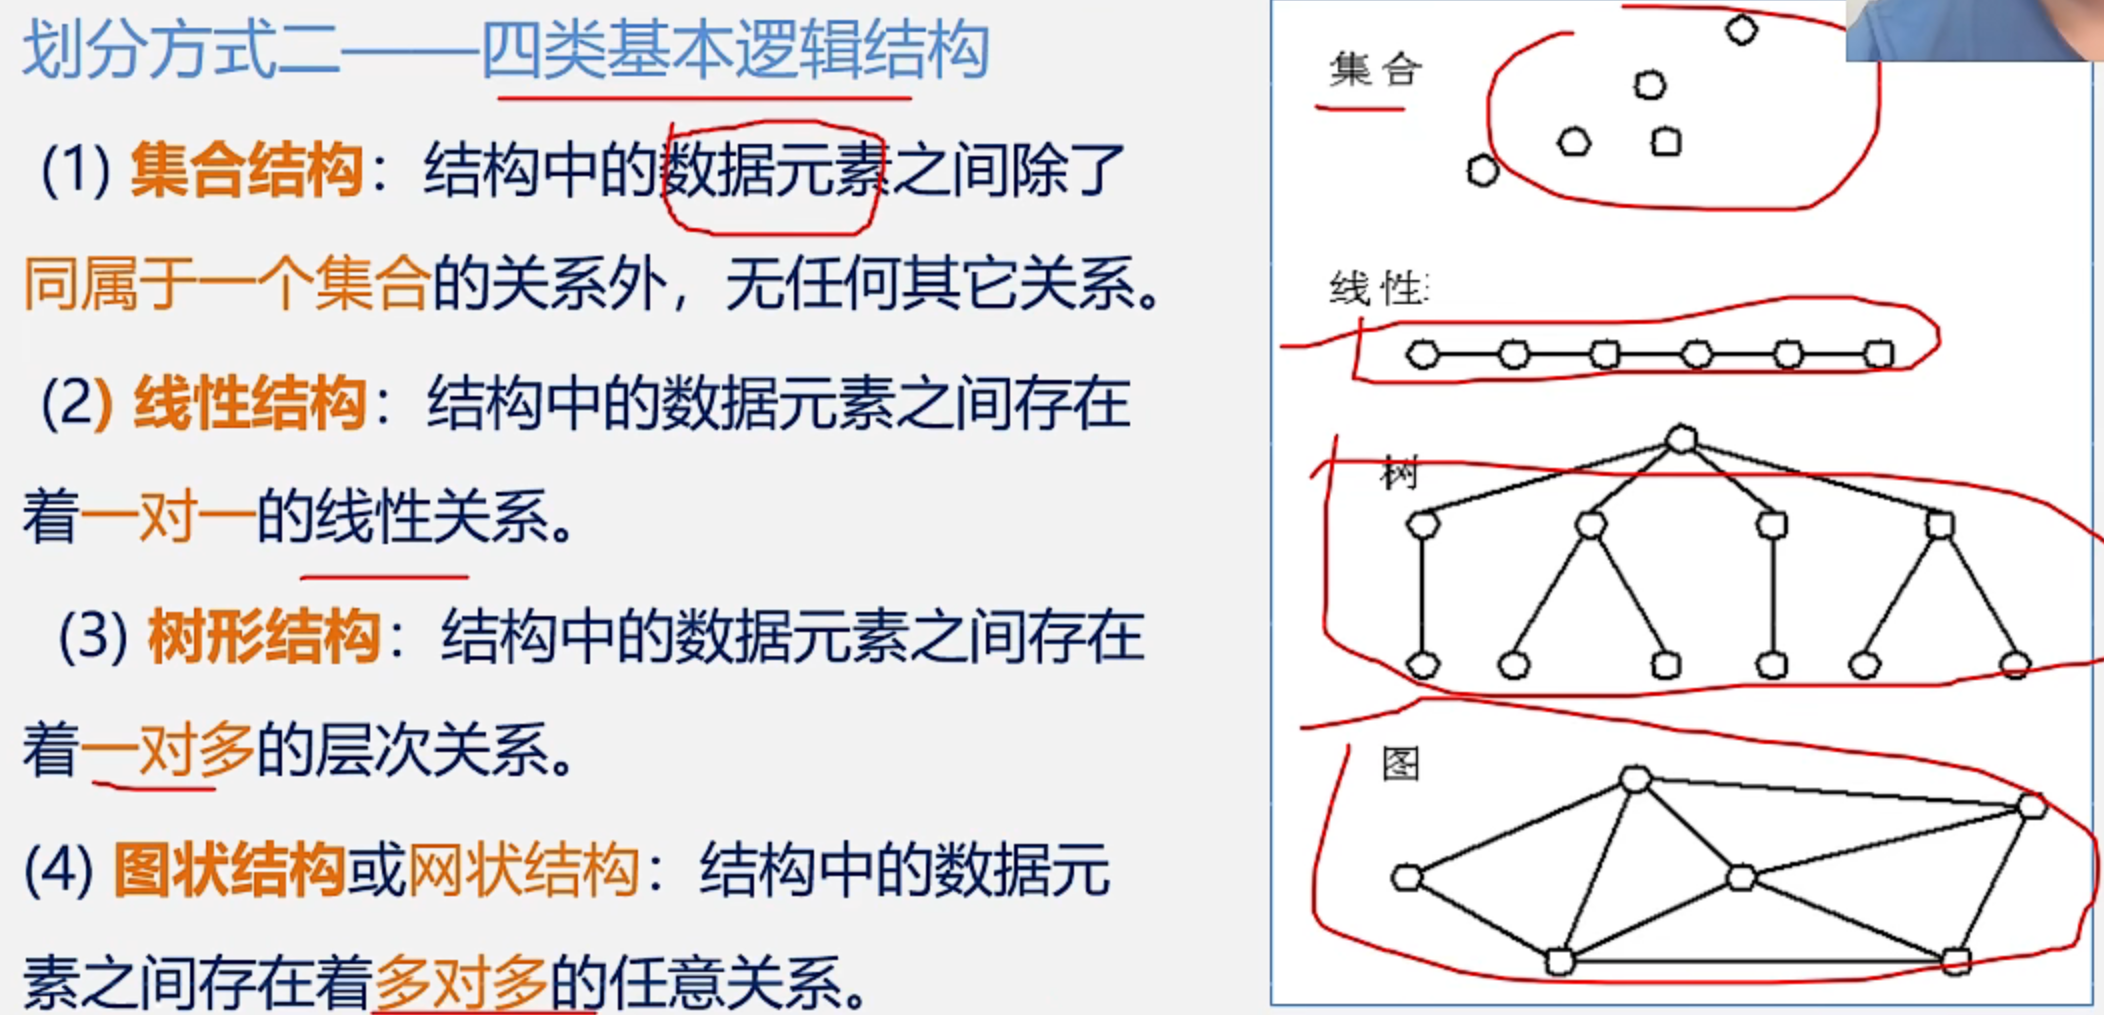 划分方式二——四类基本逻辑结构
(1) 集合结构：结构中的数据元素之间除了
同属于一个集合的关系外，无任何其它关系。
(2) 线性结构：结构中的数据元素之间存在
着一对一的线性关系。
(3) 树形结构：结构中的数据元素之间存在
着一对多的层次关系。
(4) 图状结构或网状结构：结构中的数据元
素之间存在着多对多的任意关系。
集合
线性
树
图